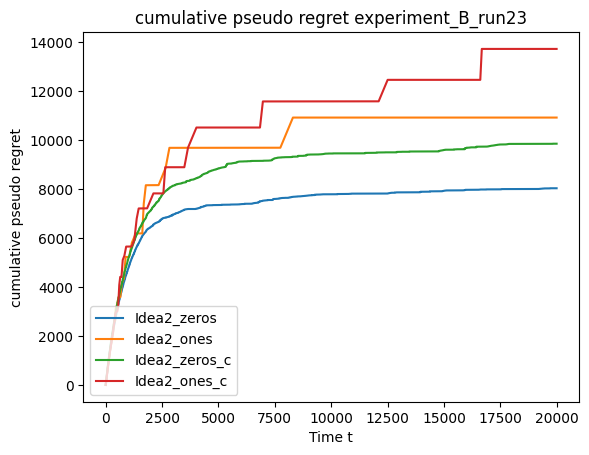 cumulative pseudo regret experiment_B_run23
cumulative pseudo regret
14000
12000
10000
8000
6000
4000
2000
0
Idea2_zeros
Idea2_ones
Idea2_zeros_c
Idea2_ones_c
0 2500 5000 7500 10000 12500 15000 17500 20000
Time t